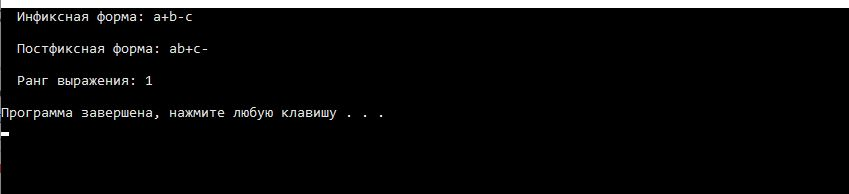 Инфиксная форма: a+b-c
Постфиксная форма: ab+c-
Ранг выражения: 1
Программа завершена, нажмите любую клавишу . . .